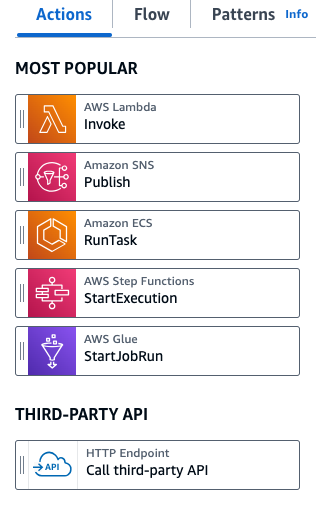 Actions Flow Patterns Info
MOST POPULAR
AWS Lambda
Invoke
Amazon SNS
Publish
Amazon ECS
RunTask
AWS Step Functions
StartExecution
AWS Glue
StartJobRun
THIRD-PARTY API
API
HTTP Endpoint
Call third-party API